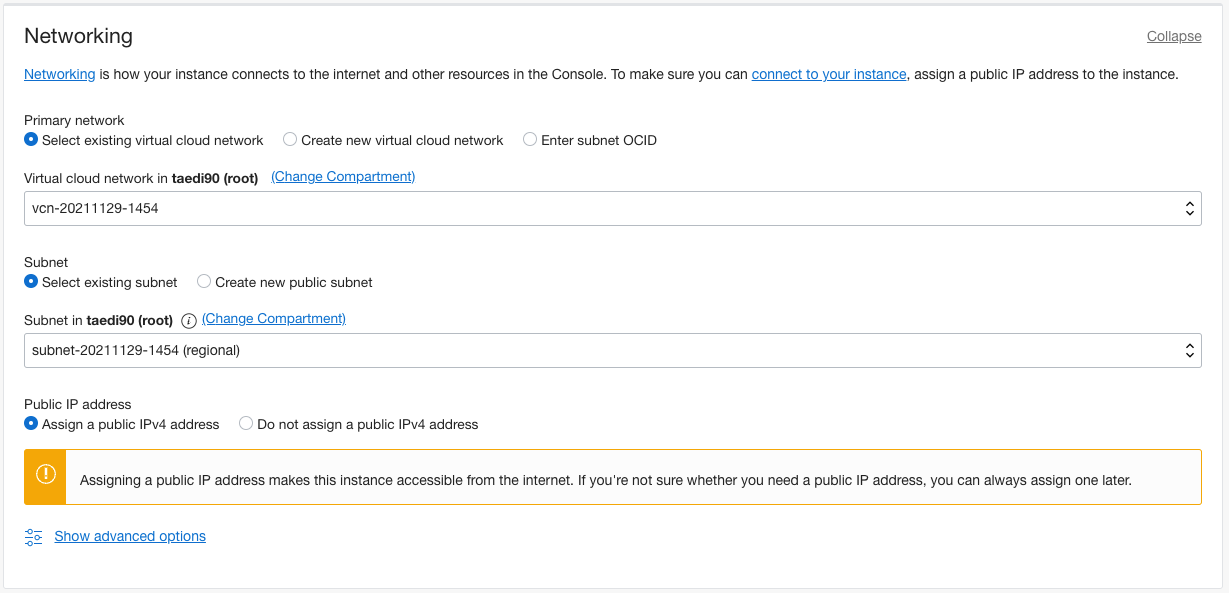 Networking
Collapse
Networking is how your instance connects to the internet and other resources in the Console. To make sure you can connect to your instance, assign a public IP address to the instance.
Primary network
Select existing virtual cloud network Create new virtual cloud network Enter subnet OCID
Virtual cloud network in taedi90 (root) (Change Compartment)
vcn-20211129-1454
Subnet
Select existing subnet Create new public subnet
Subnet in taedi90 (root) i (Change Compartment)
subnet-20211129-1454 (regional)
Public IP address
Assign a public IPv4 address Do not assign a public IPv4 address
Assigning a public IP address makes this instance accessible from the internet. If you're not sure whether you need a public IP address, you can always assign one later.
Show advanced options